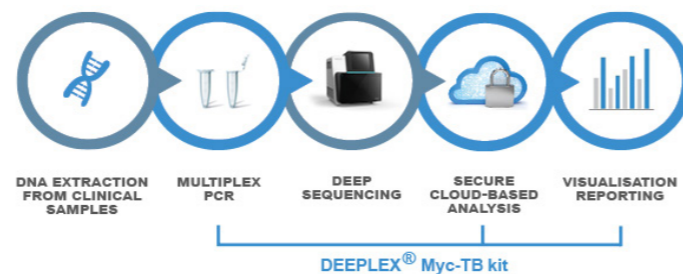 DNA EXTRACTION
FROM CLINICAL
SAMPLES
MULTIPLEX
PCR
DEEP
SEQUENCING
SECURE
CLOUD-BASED
ANALYSIS
VISUALISATION
REPORTING
DEEPLEX® Myc-TB kit